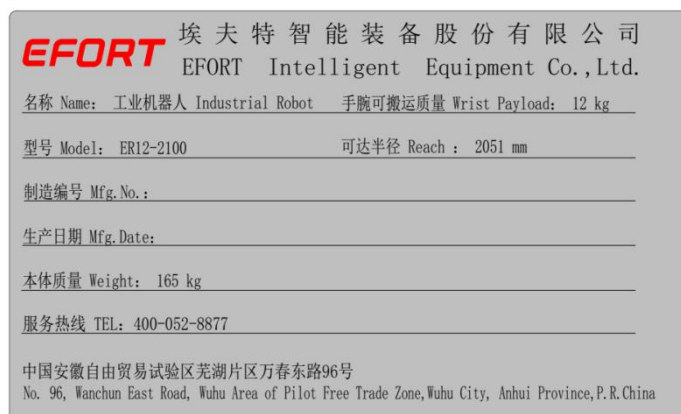 EFORT 埃夫特智能装备股份有限公司
EFORT Intelligent Equipment Co.,Ltd.
名称 Name: 工业机器人 Industrial Robot 手腕可搬运质量 Wrist Payload: 12 kg
型号 Model: ER12-2100 可达半径 Reach : 2051 mm
制造编号 Mfg.No.:
生产日期 Mfg.Date:
本体质量 Weight: 165 kg
服务热线 TEL: 400-052-8877
中国安徽自由贸易试验区芜湖片区万春东路96号
No. 96, Wanchun East Road, Wuhu Area of Pilot Free Trade Zone,Wuhu City, Anhui Province,P.R.China